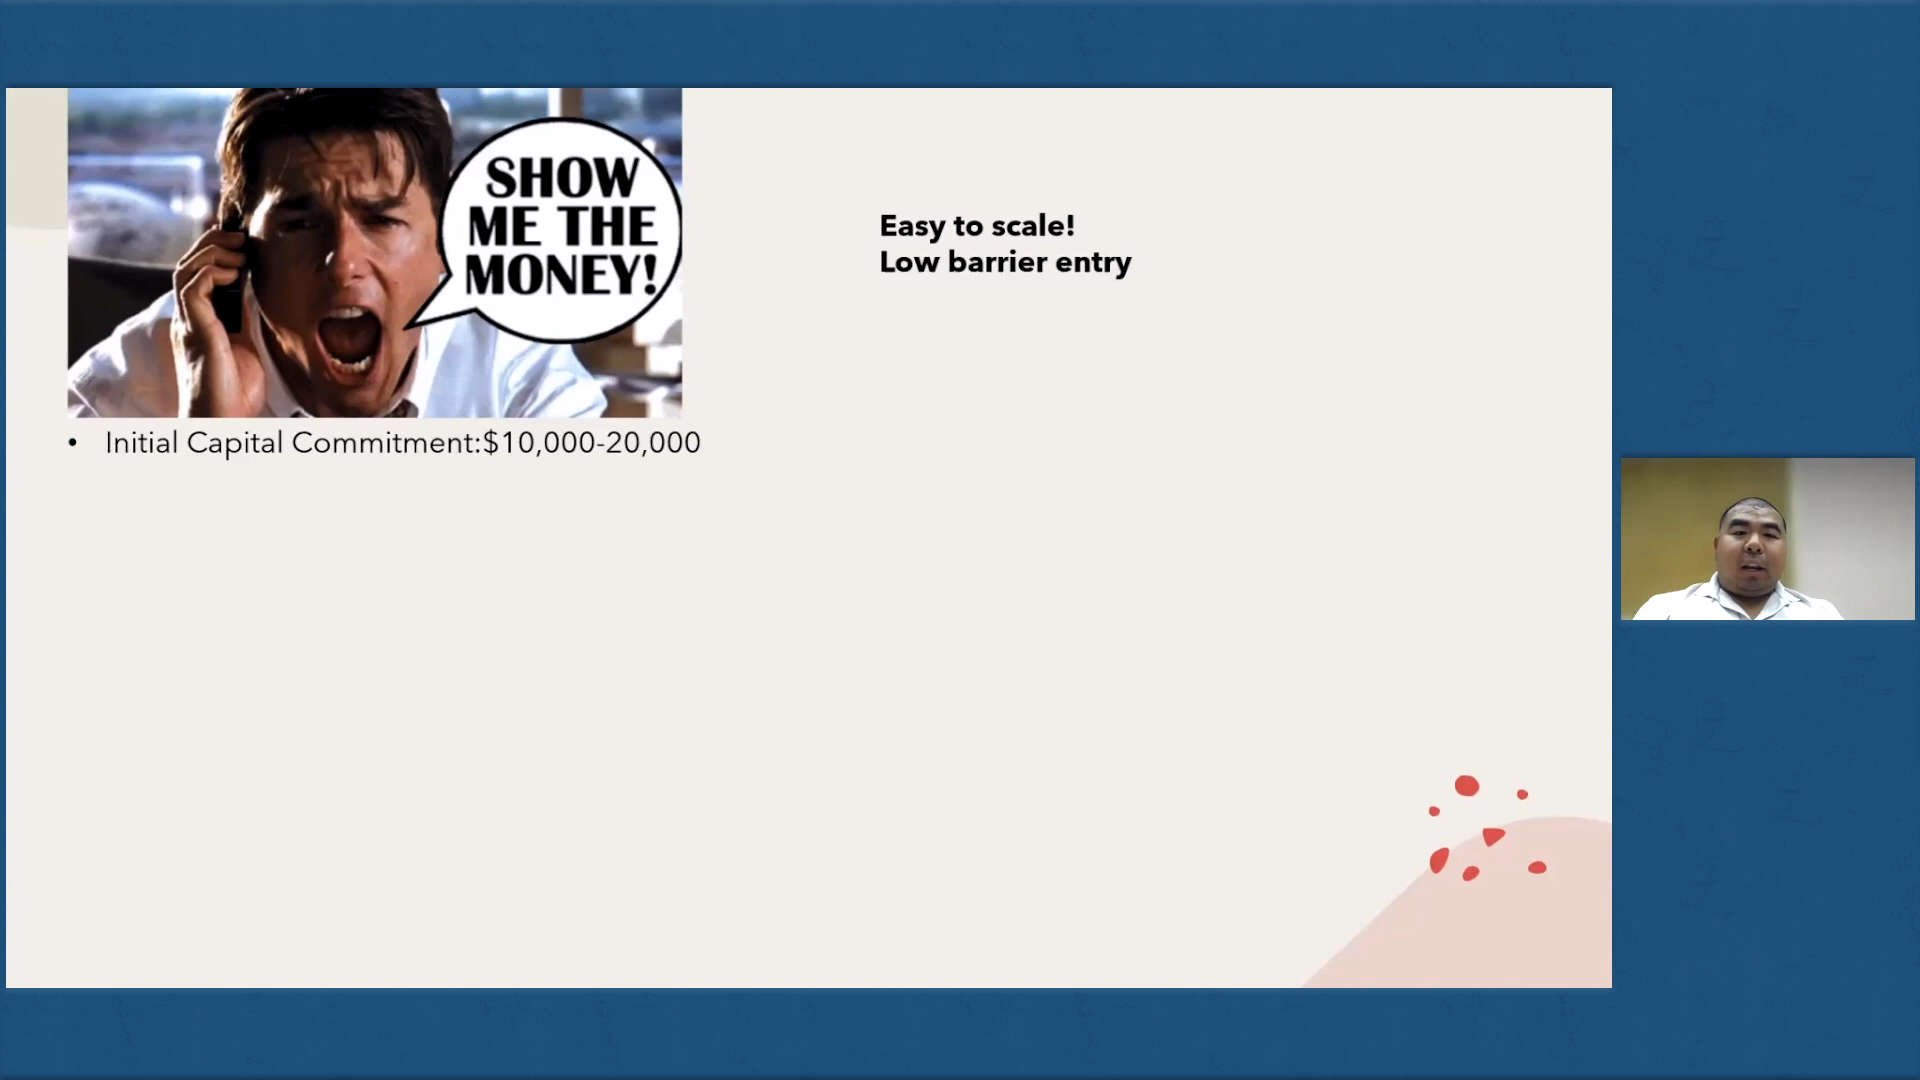 SHOW
ME THE
MONEY!
Easy to scale!
Low barrier entry
• Initial Capital Commitment:$10,000-20,000